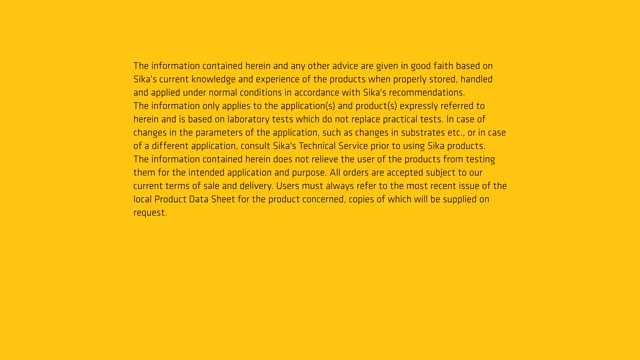 The information contained herein and any other advice are given in good faith based on
Sika's current knowledge and experience of the products when properly stored, handled
and applied under normal conditions in accordance with Sika's recommendations.
The information only applies to the application(s) and product(s) expressly referred to
herein and is based on laboratory tests which do not replace practical tests. In case of
changes in the parameters of the application, such as changes in substrates etc., or in case
of a different application, consult Sika's Technical Service prior to using Sika products.
The information contained herein does not relieve the user of the products from testing
them for the intended application and purpose. All orders are accepted subject to our
current terms of sale and delivery. Users must always refer to the most recent issue of the
local Product Data Sheet for the product concerned, copies of which will be supplied on
request.